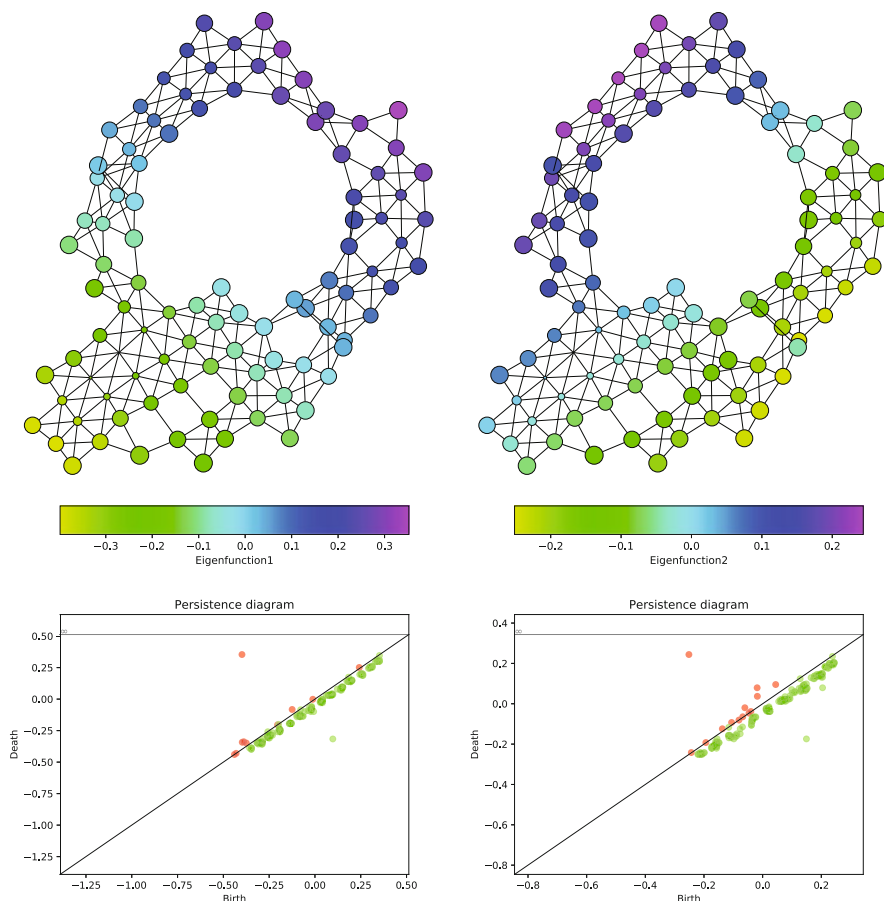 −0.3 −0.2 −0.1 0.0 0.1 0.2 0.3
Eigenfunction1
−0.2 −0.1 0.0 0.1 0.2
Eigenfunction2
Persistence diagram
∞
0.50
0.25
0.00
−0.25
−0.50
−0.75
−1.00
−1.25
Death
−1.25 −1.00 −0.75 −0.50 −0.25 0.00 0.25 0.50
Birth
Persistence diagram
∞
0.4
0.2
0.0
−0.2
−0.4
−0.6
−0.8
Death
−0.8 −0.6 −0.4 −0.2 0.0 0.2
Birth